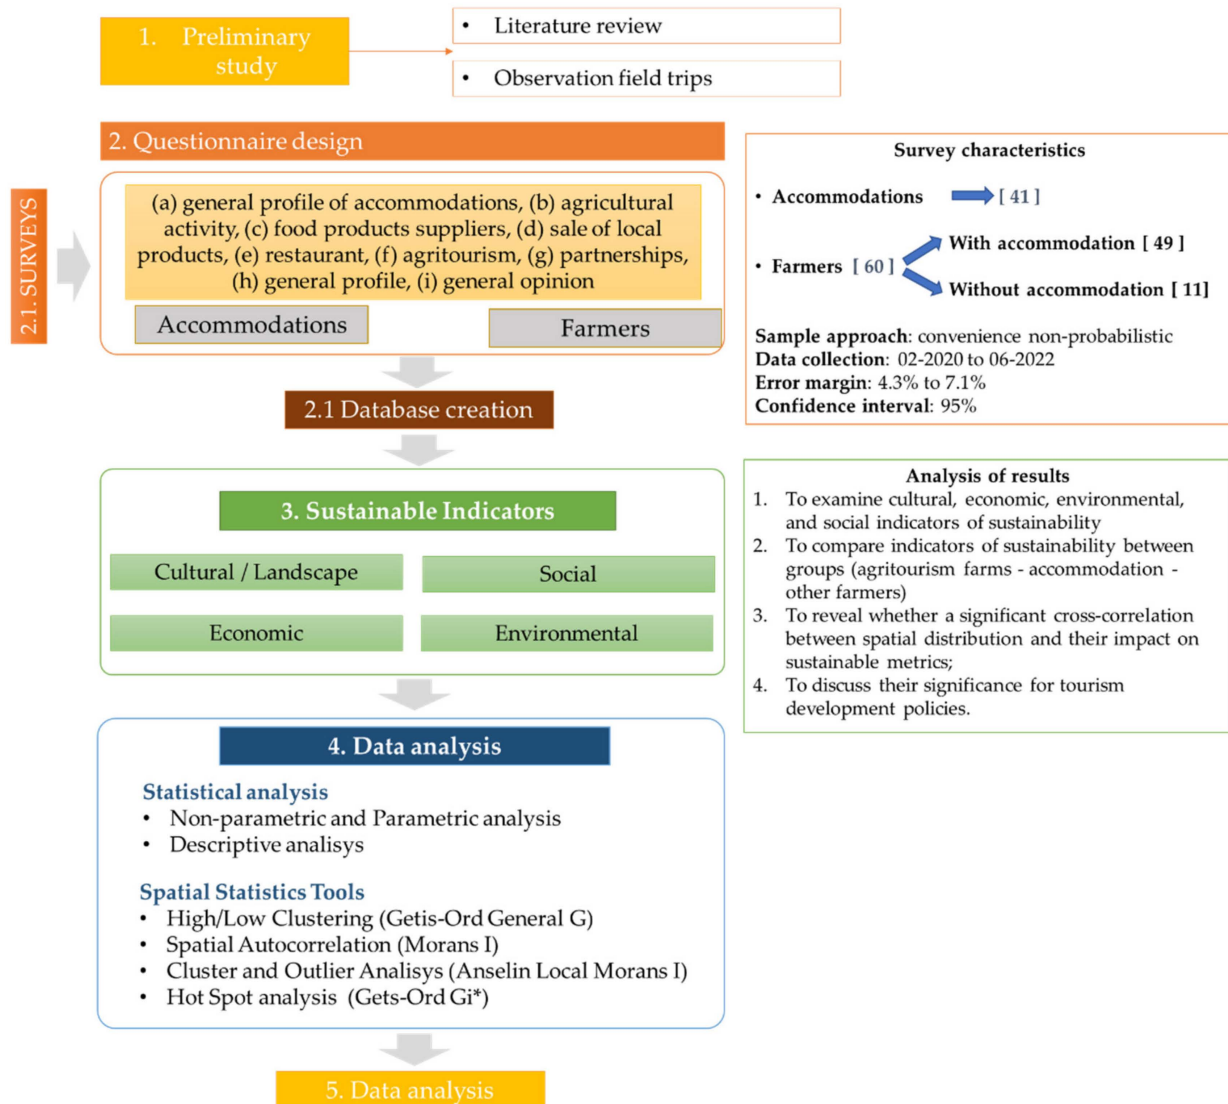 1. Preliminary
study
• Literature review
• Observation field trips
2. Questionnaire design
2.1. SURVEYS
(a) general profile of accommodations, (b) agricultural
activity, (c) food products suppliers, (d) sale of local
products, (e) restaurant, (f) agritourism, (g) partnerships,
(h) general profile, (i) general opinion
Accommodations
Farmers
Survey characteristics
• Accommodations [ 41 ]
With accommodation [ 49 ]
• Farmers [ 60 ]
Without accommodation [ 11]
Sample approach: convenience non-probabilistic
Data collection: 02-2020 to 06-2022
Error margin: 4.3% to 7.1%
Confidence interval: 95%
2.1 Database creation
3. Sustainable Indicators
Cultural / Landscape
Social
Economic
Environmental
Analysis of results
1. To examine cultural, economic, environmental,
and social indicators of sustainability
2. To compare indicators of sustainability between
groups (agritourism farms - accommodation -
other farmers)
3. To reveal whether a significant cross-correlation
between spatial distribution and their impact on
sustainable metrics;
4. To discuss their significance for tourism
development policies.
4. Data analysis
Statistical analysis
• Non-parametric and Parametric analysis
• Descriptive analisys
Spatial Statistics Tools
• High/Low Clustering (Getis-Ord General G)
• Spatial Autocorrelation (Morans I)
• Cluster and Outlier Analisys (Anselin Local Morans I)
• Hot Spot analysis (Gets-Ord Gi*)
5. Data analysis